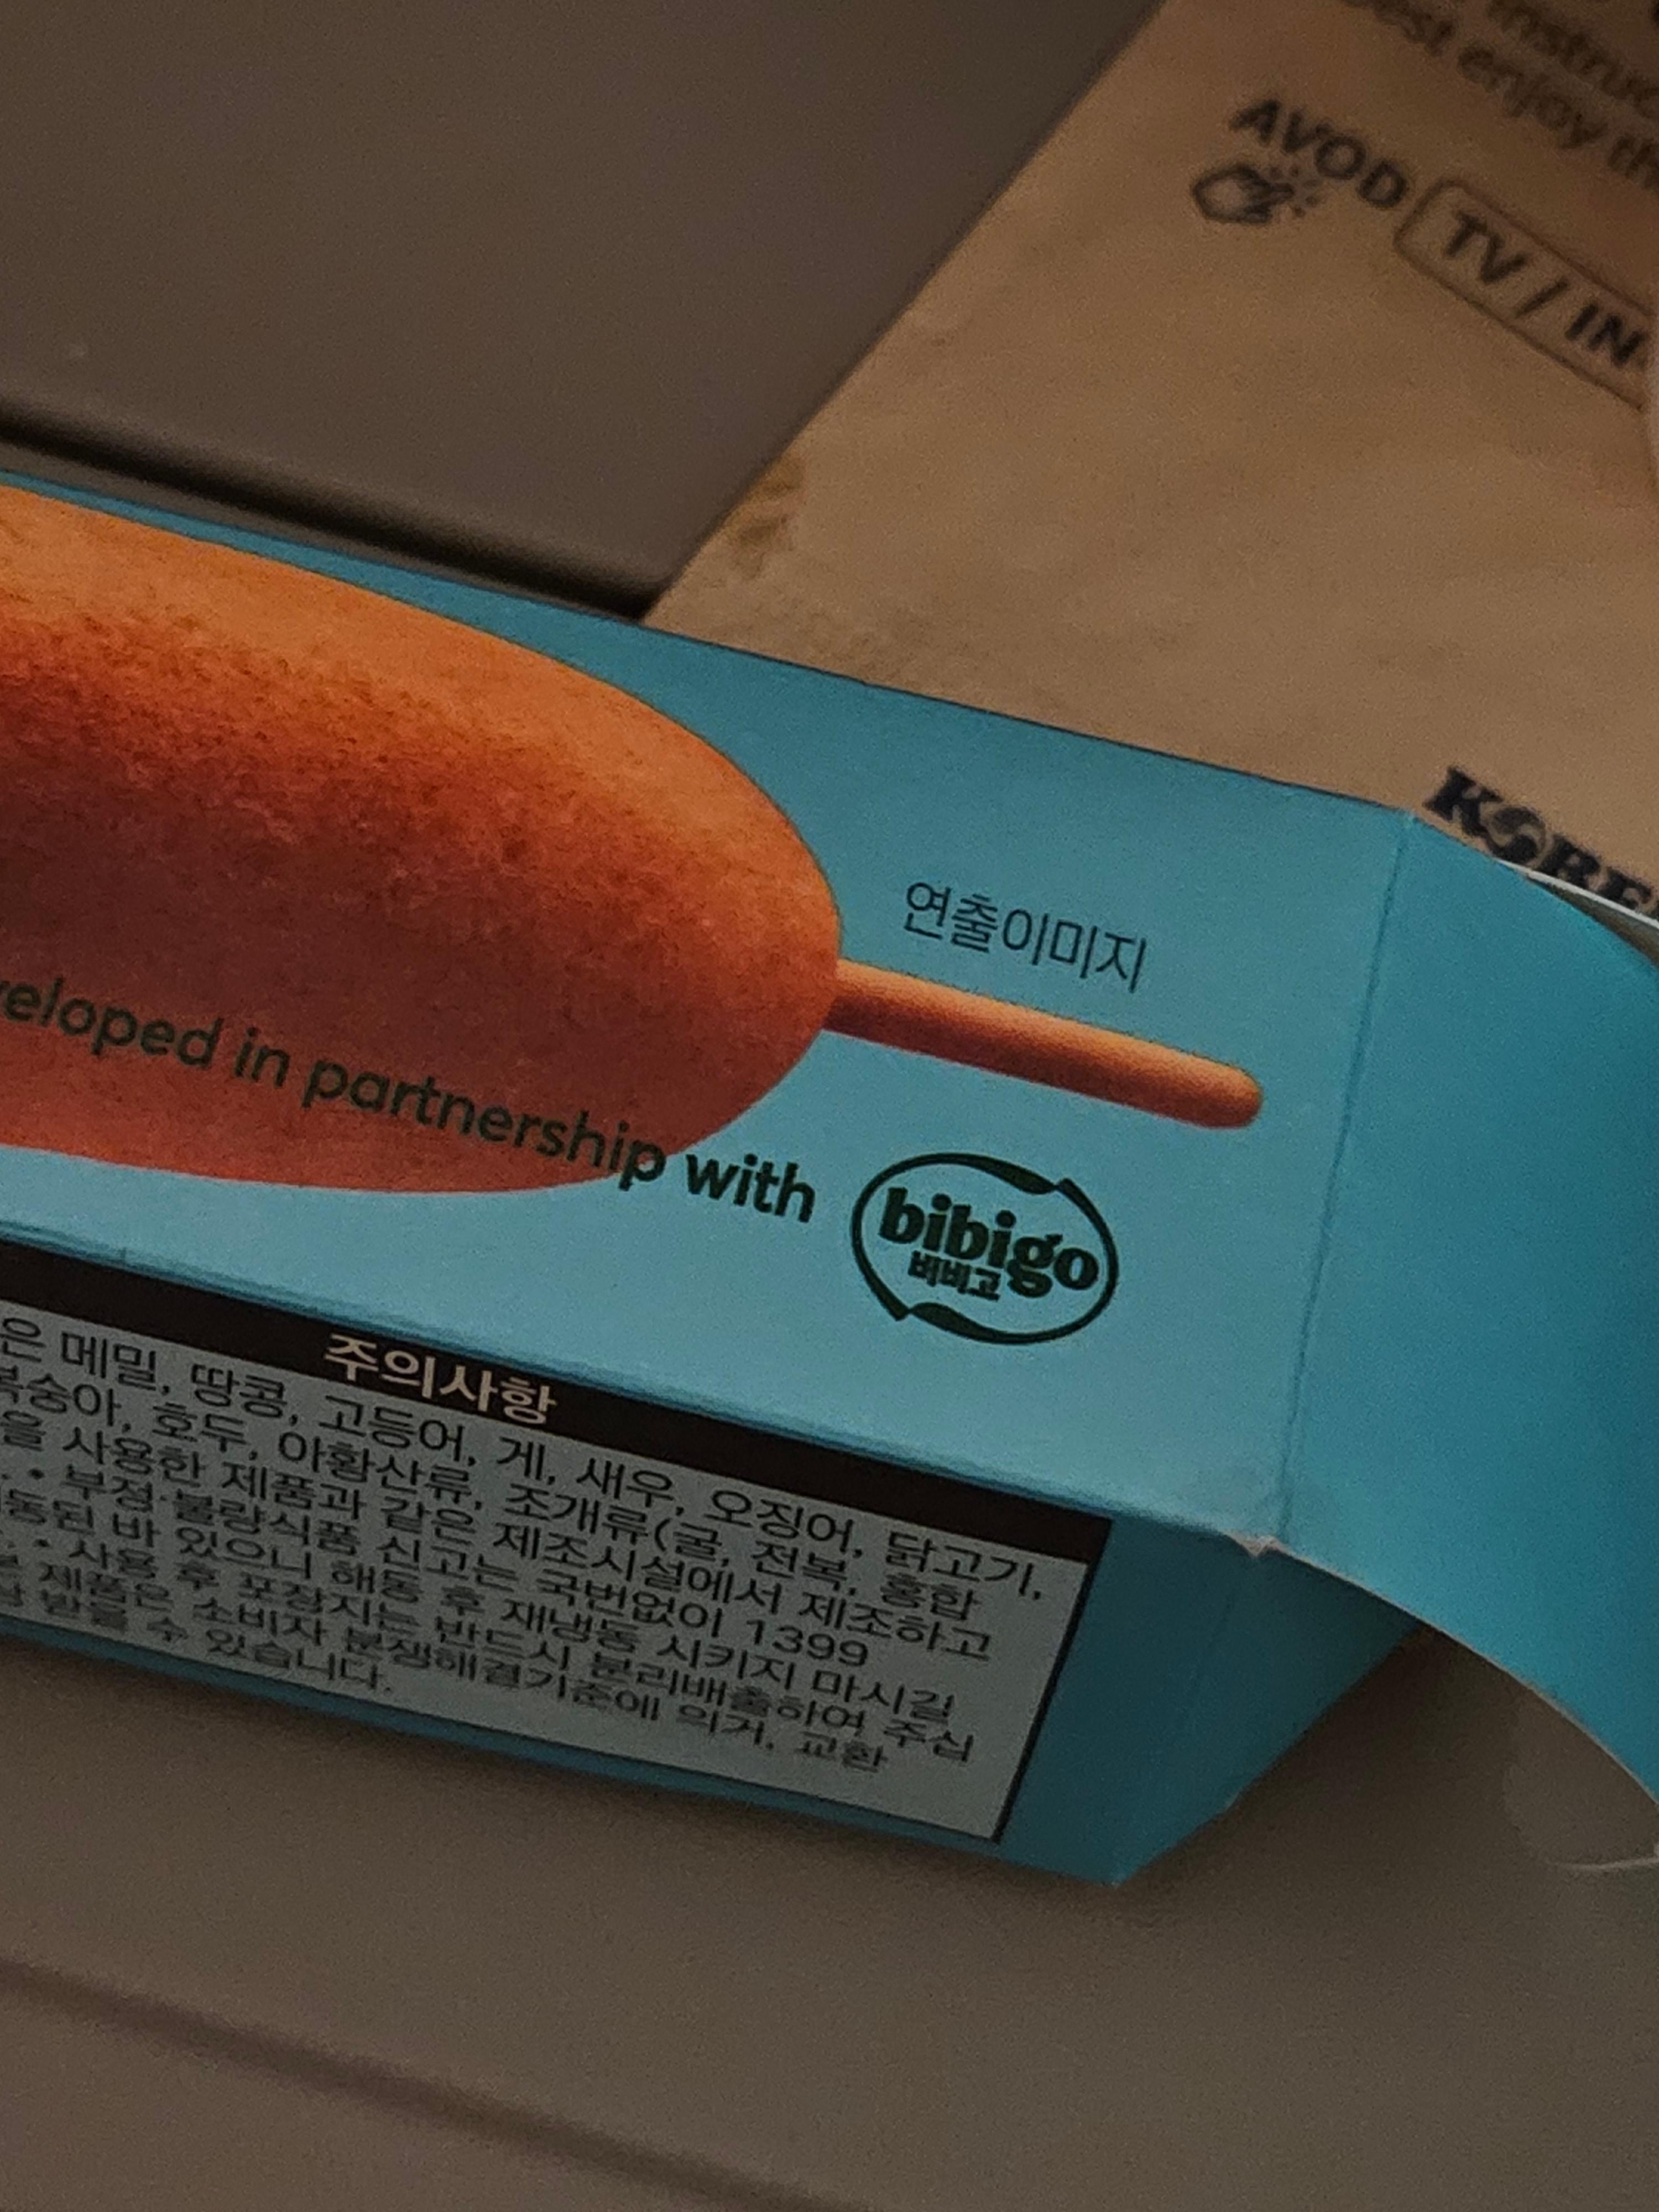 instruc
best enjoy th
AVOD TV / IN-
KORE
연출이미지
veloped in partnership with
bibigo
비비고
주의사항
은 메밀, 땅콩, 고등어, 게, 새우, 오징어, 닭고기,
복숭아, 호두, 아황산류, 조개류(굴, 전복, 홍합
을 사용한 제품과 같은 제조시설에서 제조하고
• 부정·불량식품 신고는 국번없이 1399
동된 바 있으니 해동 후 재냉동 시키지 마시길
• 사용 후 포장지는 반드시 분리배출하여 주십
제품은 소비자 분쟁해결기준에 의거, 교환
받을 수 있습니다.